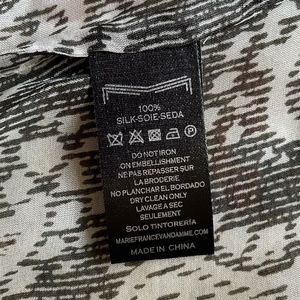 100%
SILK-SOIE-SEDA
DO NOT IRON
ON EMBELLISHMENT
NE PAS REPASSER SUR
LA BRODERIE
NO PLANCHAR EL BORDADO
DRY CLEAN ONLY
LAVAGE A SEC
SEULEMENT
SOLO TINTORERÍA
MARIEFRANCEVANDAMME.COM
MADE IN CHINA